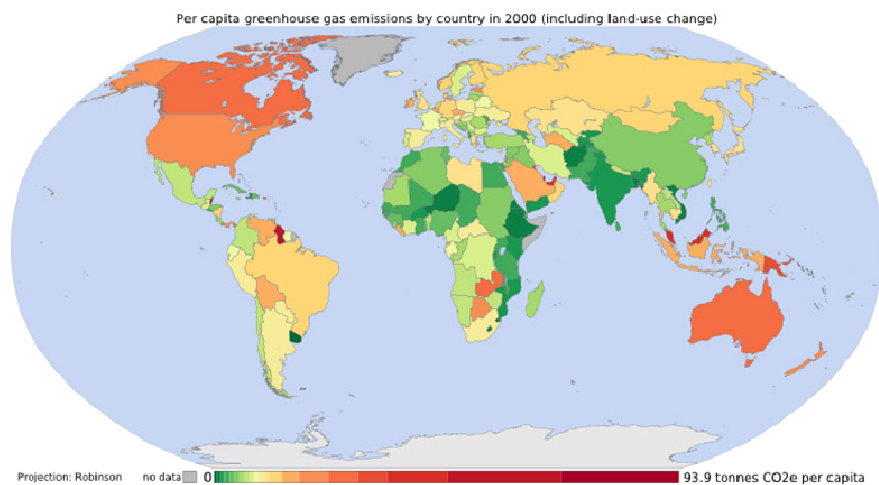 Per capita greenhouse gas emissions by country in 2000 (including land-use change)
Projection: Robinson no data 0 93.9 tonnes CO2e per capita